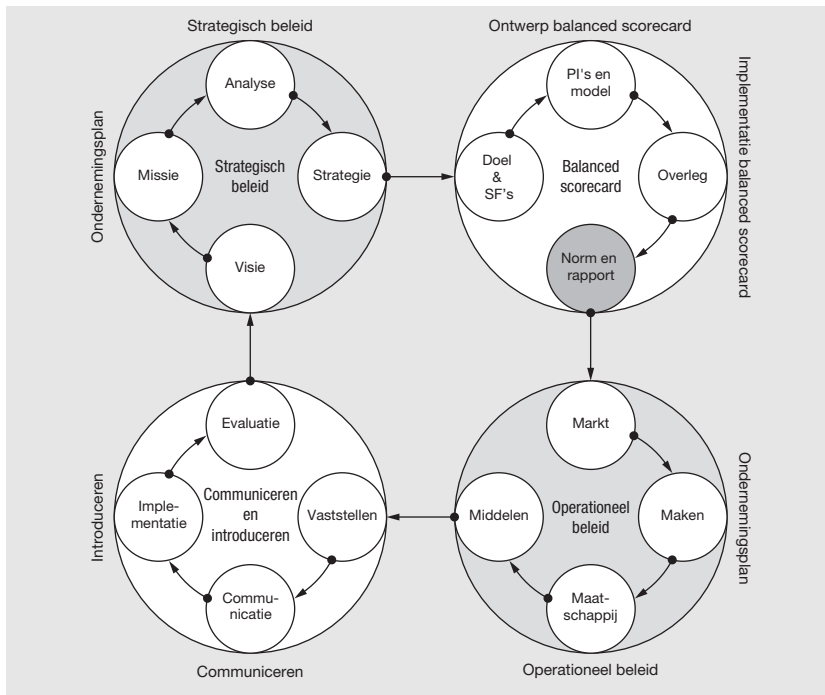 Strategisch beleid
Ondernemingsplan
Analyse
Missie
Strategisch
beleid
Strategie
Visie
Ontwerp balanced scorecard
Implementatie balanced scorecard
PI's en
model
Doel
&
SF's
Balanced
scorecard
Overleg
Norm en
rapport
Introduceren
Evaluatie
Imple-
mentatie
Communiceren
en
introduceren
Vaststellen
Commu-
nicatie
Communiceren
Markt
Middelen
Operationeel
beleid
Maken
Maat-
schappij
Ondernemingsplan
Operationeel beleid